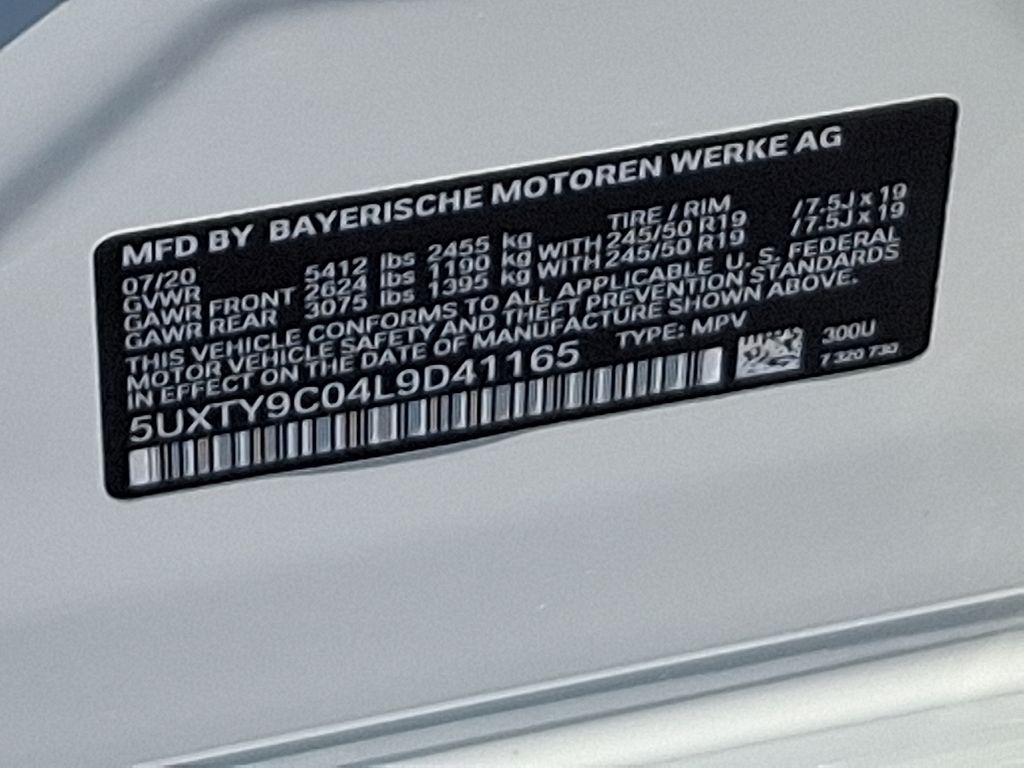 MFD BY BAYERISCHE MOTOREN WERKE AG
07/20 TIRE / RIM
GVWR 5412 lbs 2455 kg
GAWR FRONT 2624 lbs 1190 kg WITH 245/50 R19 /7.5J x 19
GAWR REAR 3075 lbs 1395 kg WITH 245/50 R19 /7.5J x 19
THIS VEHICLE CONFORMS TO ALL APPLICABLE U. S. FEDERAL
MOTOR VEHICLE SAFETY AND THEFT PREVENTION STANDARDS
IN EFFECT ON THE DATE OF MANUFACTURE SHOWN ABOVE.
5UXTY9C04L9D41165 TYPE: MPV
300U
7 320 730